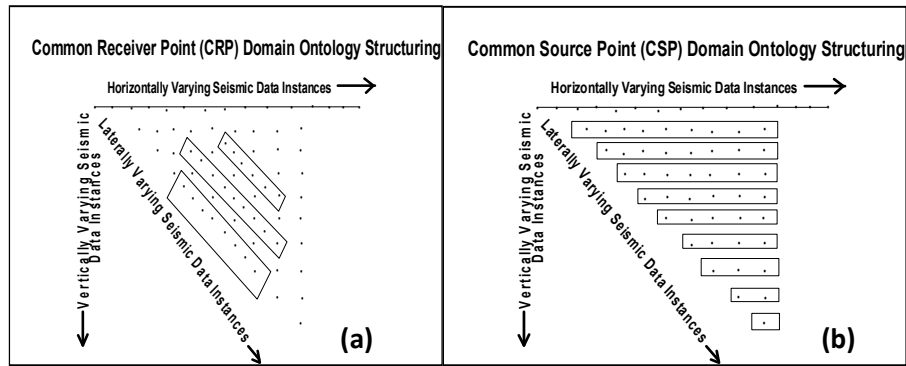 Common Receiver Point (CRP) Domain Ontology Structuring
Horizontally Varying Seismic Data Instances
Vertically Varying Seismic
Data Instances
Laterally Varying Seismic Data Instances
(a)
Common Source Point (CSP) Domain Ontology Structuring
Horizontally Varying Seismic Data Instances
Vertically Varying Seismic
Data Instances
Laterally Varying Seismic Data Instances
(b)